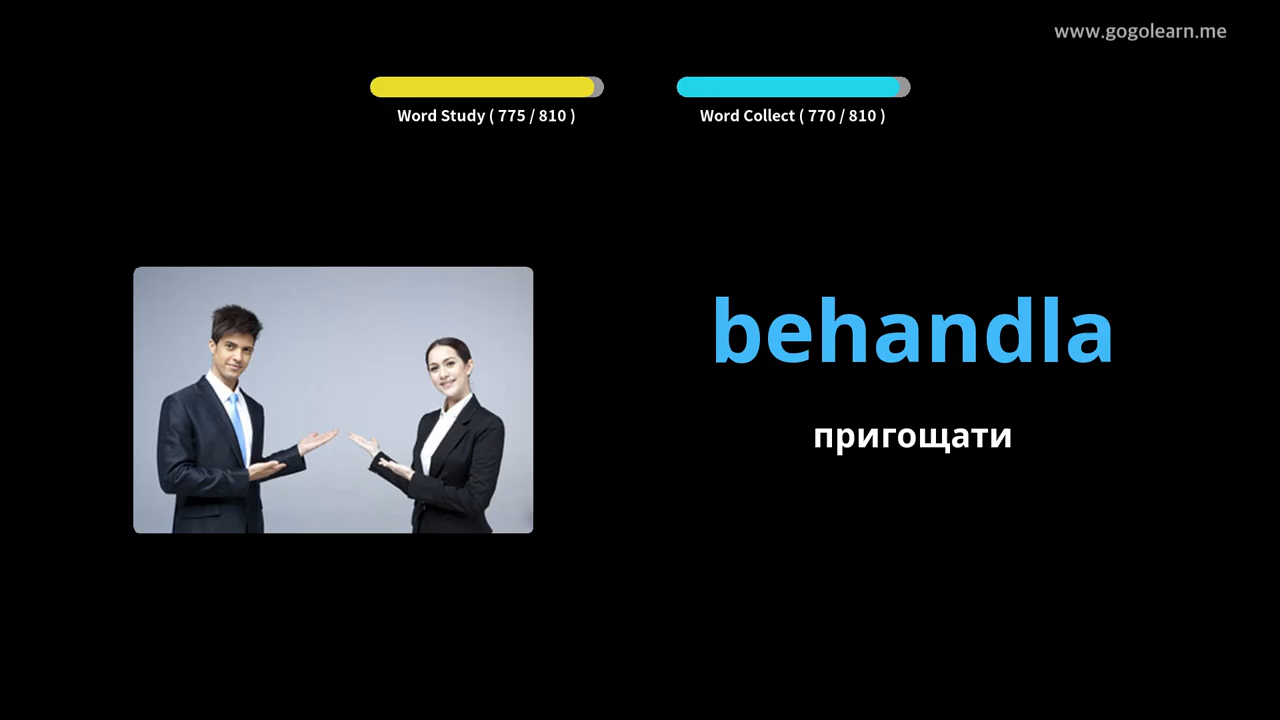 www.gogolearn.me
Word Study ( 775 / 810 )
Word Collect ( 770 / 810 )
behandla
пригощати